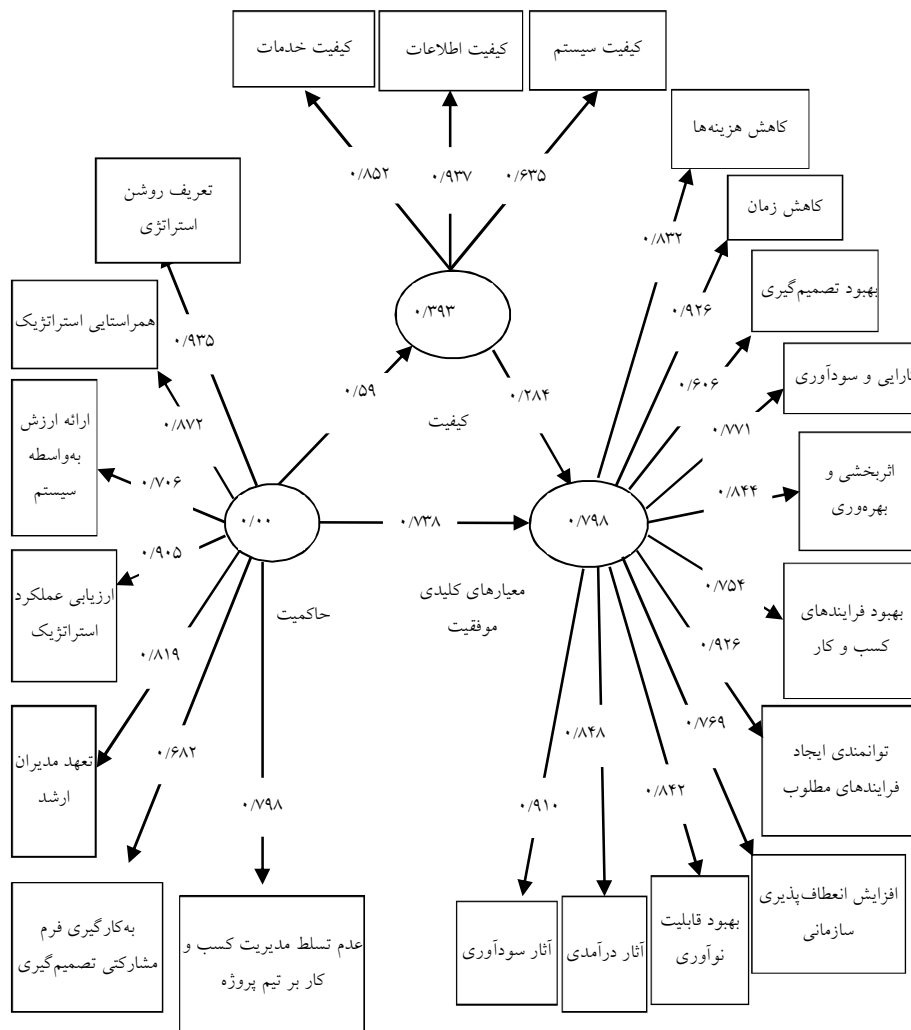 کیفیت سیستم
کیفیت اطلاعات
کیفیت خدمات
کاهش هزینه‌ها
تعریف روشن
استراتژی
کاهش زمان
بهبود تصمیم‌گیری
همراستایی استراتژیک
کارایی و سودآوری
ارائه ارزش
به‌واسطه
سیستم
اثربخشی و
بهره‌وری
ارزیابی عملکرد
استراتژیک
بهبود فرایندهای
کسب و کار
تعهد مدیران
ارشد
توانمندی ایجاد
فرایندهای مطلوب
به‌کارگیری فرم
مشارکتی تصمیم‌گیری
عدم تسلط مدیریت کسب و
کار بر تیم پروژه
آثار سودآوری
آثار درآمدی
بهبود قابلیت
نوآوری
افزایش انعطاف‌پذیری
سازمانی
۰/۸۵۲
۰/۹۳۷
۰/۶۳۵
۰/۳۹۳
کیفیت
۰/۵۹
۰/۲۸۴
۰/۷۳۸
۰/۰۰
حاکمیت
۰/۹۳۵
۰/۸۷۲
۰/۷۰۶
۰/۹۰۵
۰/۸۱۹
۰/۶۸۲
۰/۷۹۸
۰/۷۹۸
معیارهای کلیدی
موفقیت
۰/۸۳۲
۰/۹۲۶
۰/۶۰۶
۰/۷۷۱
۰/۸۴۴
۰/۷۵۴
۰/۹۲۶
۰/۷۶۹
۰/۸۴۲
۰/۸۴۸
۰/۹۱۰